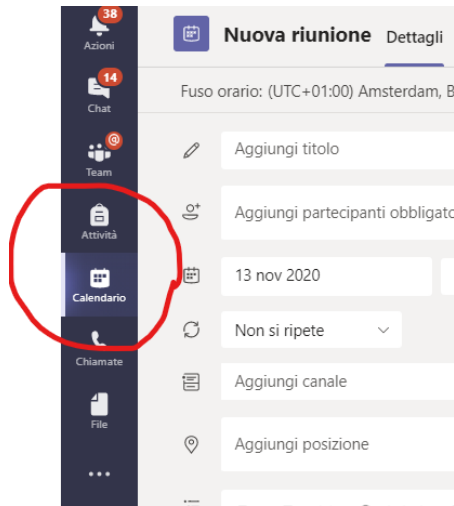 38
Azioni
14
Chat
@
Team
Attività
Calendario
Chiamate
File
Nuova riunione Dettagli
Fuso orario: (UTC+01:00) Amsterdam, B
Aggiungi titolo
Aggiungi partecipanti obbligato
13 nov 2020
Non si ripete
Aggiungi canale
Aggiungi posizione